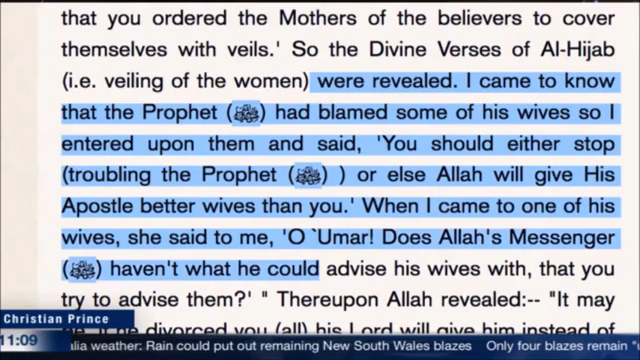 that you ordered the Mothers of the believers to cover
themselves with veils.' So the Divine Verses of Al-Hijab
(i.e. veiling of the women) were revealed. I came to know
that the Prophet (ﷺ) had blamed some of his wives so I
entered upon them and said, 'You should either stop
(troubling the Prophet (ﷺ) ) or else Allah will give His
Apostle better wives than you.' When I came to one of his
wives, she said to me, 'O `Umar! Does Allah's Messenger
(ﷺ) haven't what he could advise his wives with, that you
try to advise them?' " Thereupon Allah revealed:-- "It may
be, if he divorced you (all) his Lord will give him instead of
Christian Prince
11:09
alia weather: Rain could put out remaining New South Wales blazes Only four blazes remain "